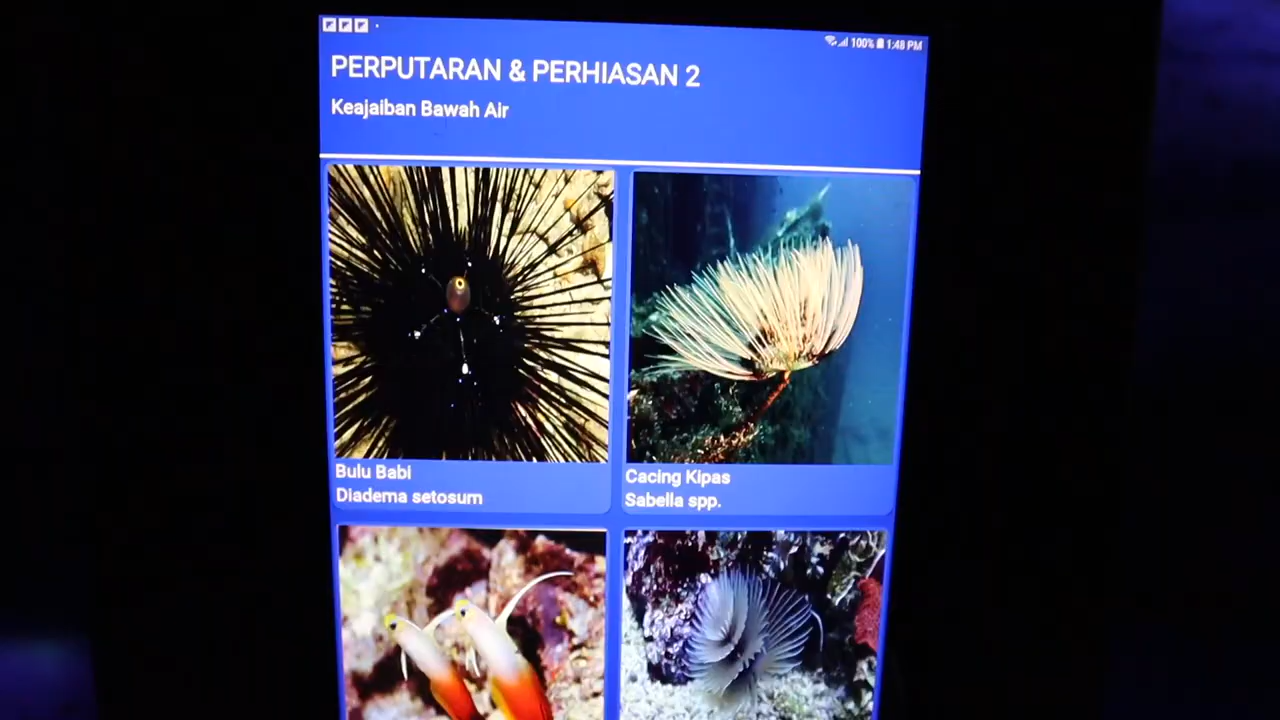 100% 1:48 PM
PERPUTARAN & PERHIASAN 2
Keajaiban Bawah Air
Bulu Babi
Diadema setosum
Cacing Kipas
Sabella spp.